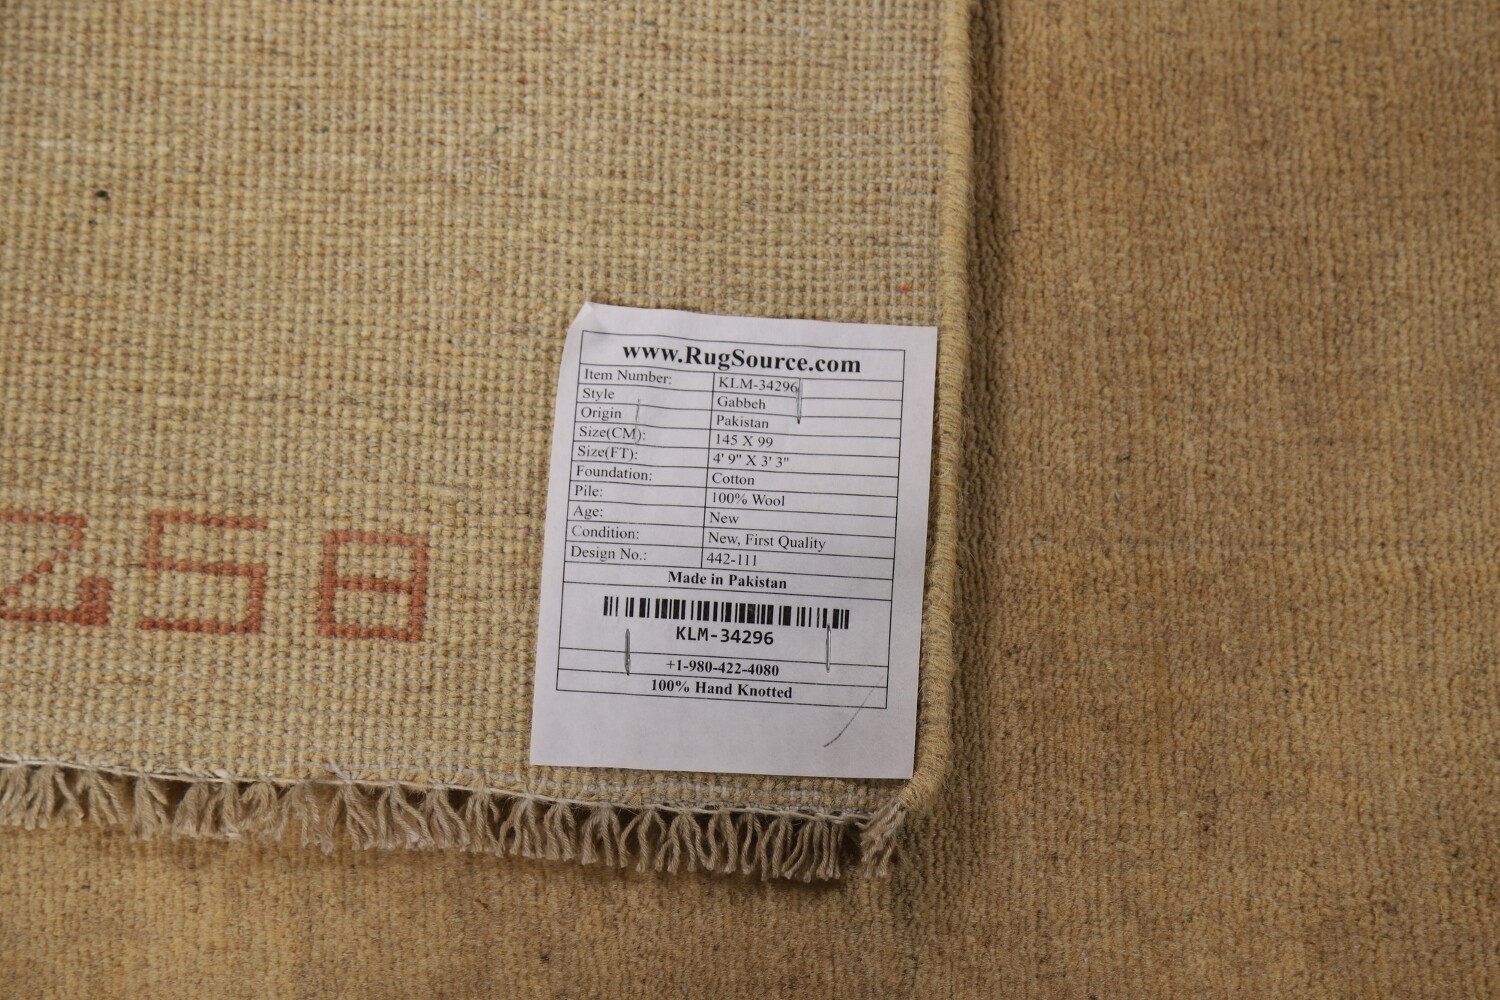 www.RugSource.com
Item Number: KLM-34296
Style Gabbeh
Origin Pakistan
Size(CM): 145 X 99
Size(FT): 4' 9" X 3' 3"
Foundation: Cotton
Pile: 100% Wool
Age: New
Condition: New, First Quality
Design No.: 442-111
Made in Pakistan
KLM-34296
+1-980-422-4080
100% Hand Knotted
258